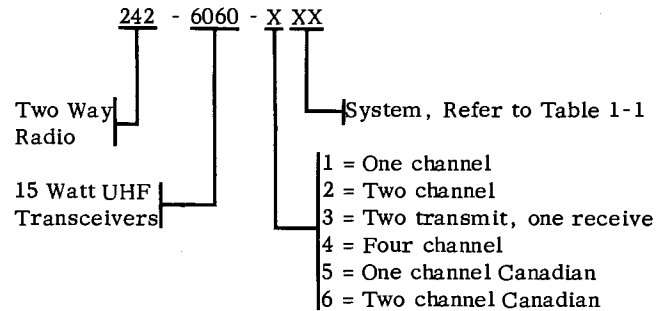 242 - 6060 - X XX
Two Way
Radio
System, Refer to Table 1-1
15 Watt UHF
Transceivers
1 = One channel
2 = Two channel
3 = Two transmit, one receive
4 = Four channel
5 = One channel Canadian
6 = Two channel Canadian